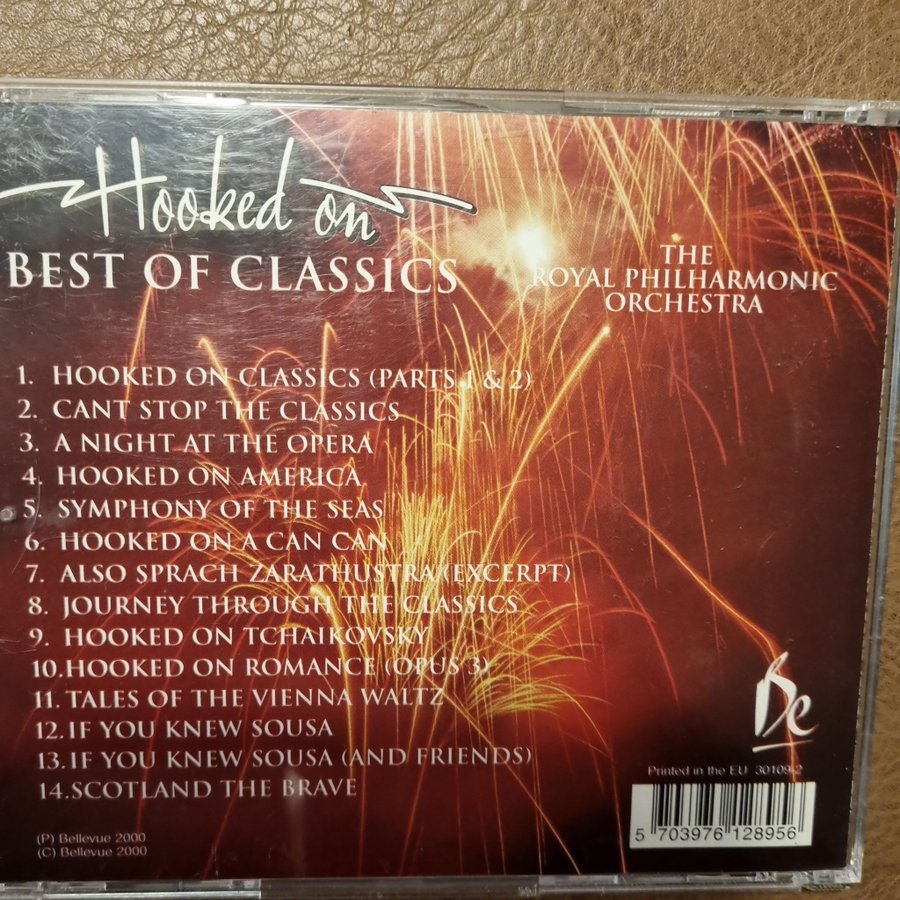 Hooked on
BEST OF CLASSICS
THE
ROYAL PHILHARMONIC
ORCHESTRA
1. HOOKED ON CLASSICS (PARTS 1 & 2)
2. CANT STOP THE CLASSICS
3. A NIGHT AT THE OPERA
4. HOOKED ON AMERICA
5. SYMPHONY OF THE SEAS
6. HOOKED ON A CAN CAN
7. ALSO SPRACH ZARATHUSTRA (EXCERPT)
8. JOURNEY THROUGH THE CLASSICS
9. HOOKED ON TCHAIKOVSKY
10. HOOKED ON ROMANCE (OPUS 3)
11. TALES OF THE VIENNA WALTZ
12. IF YOU KNEW SOUSA
13. IF YOU KNEW SOUSA (AND FRIENDS)
14. SCOTLAND THE BRAVE
Be
Printed in the EU 30109-2
5 703976 128956
(P) Bellevue 2000
(C) Bellevue 2000